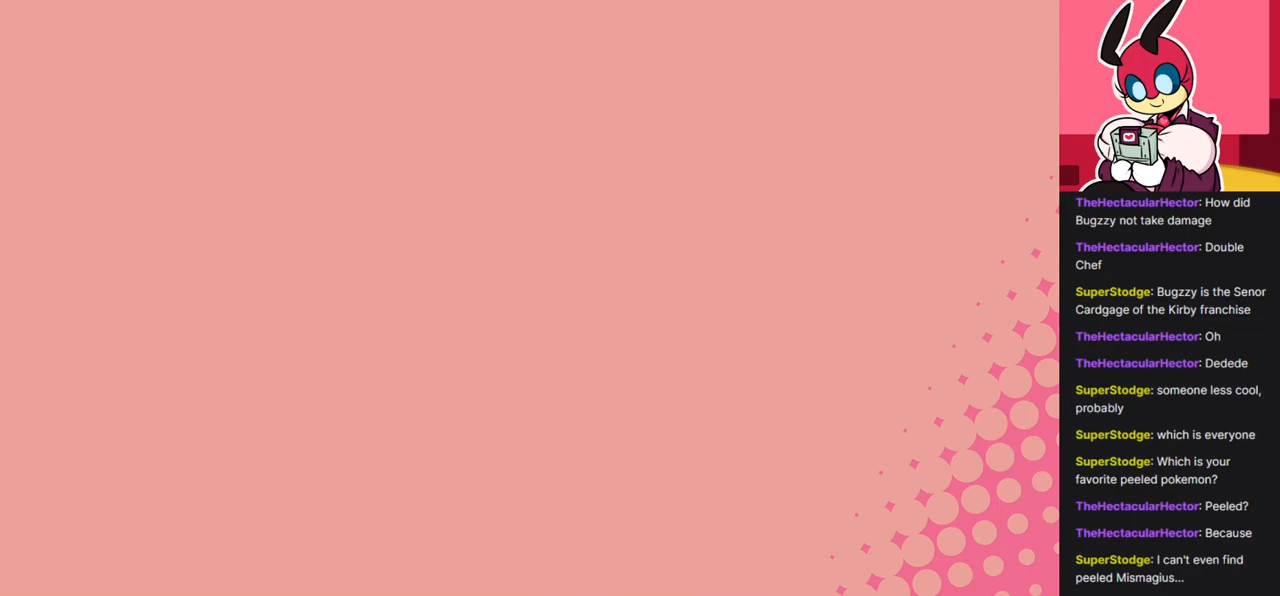 TheHectacularHector: How did
Bugzzy not take damage
TheHectacularHector: Double
Chef
SuperStodge: Bugzzy is the Senor
Cardgage of the Kirby franchise
TheHectacularHector: Oh
TheHectacularHector: Dedede
SuperStodge: someone less cool,
probably
SuperStodge: which is everyone
SuperStodge: Which is your
favorite peeled pokemon?
TheHectacularHector: Peeled?
TheHectacularHector: Because
SuperStodge: I can't even find
peeled Mismagius...